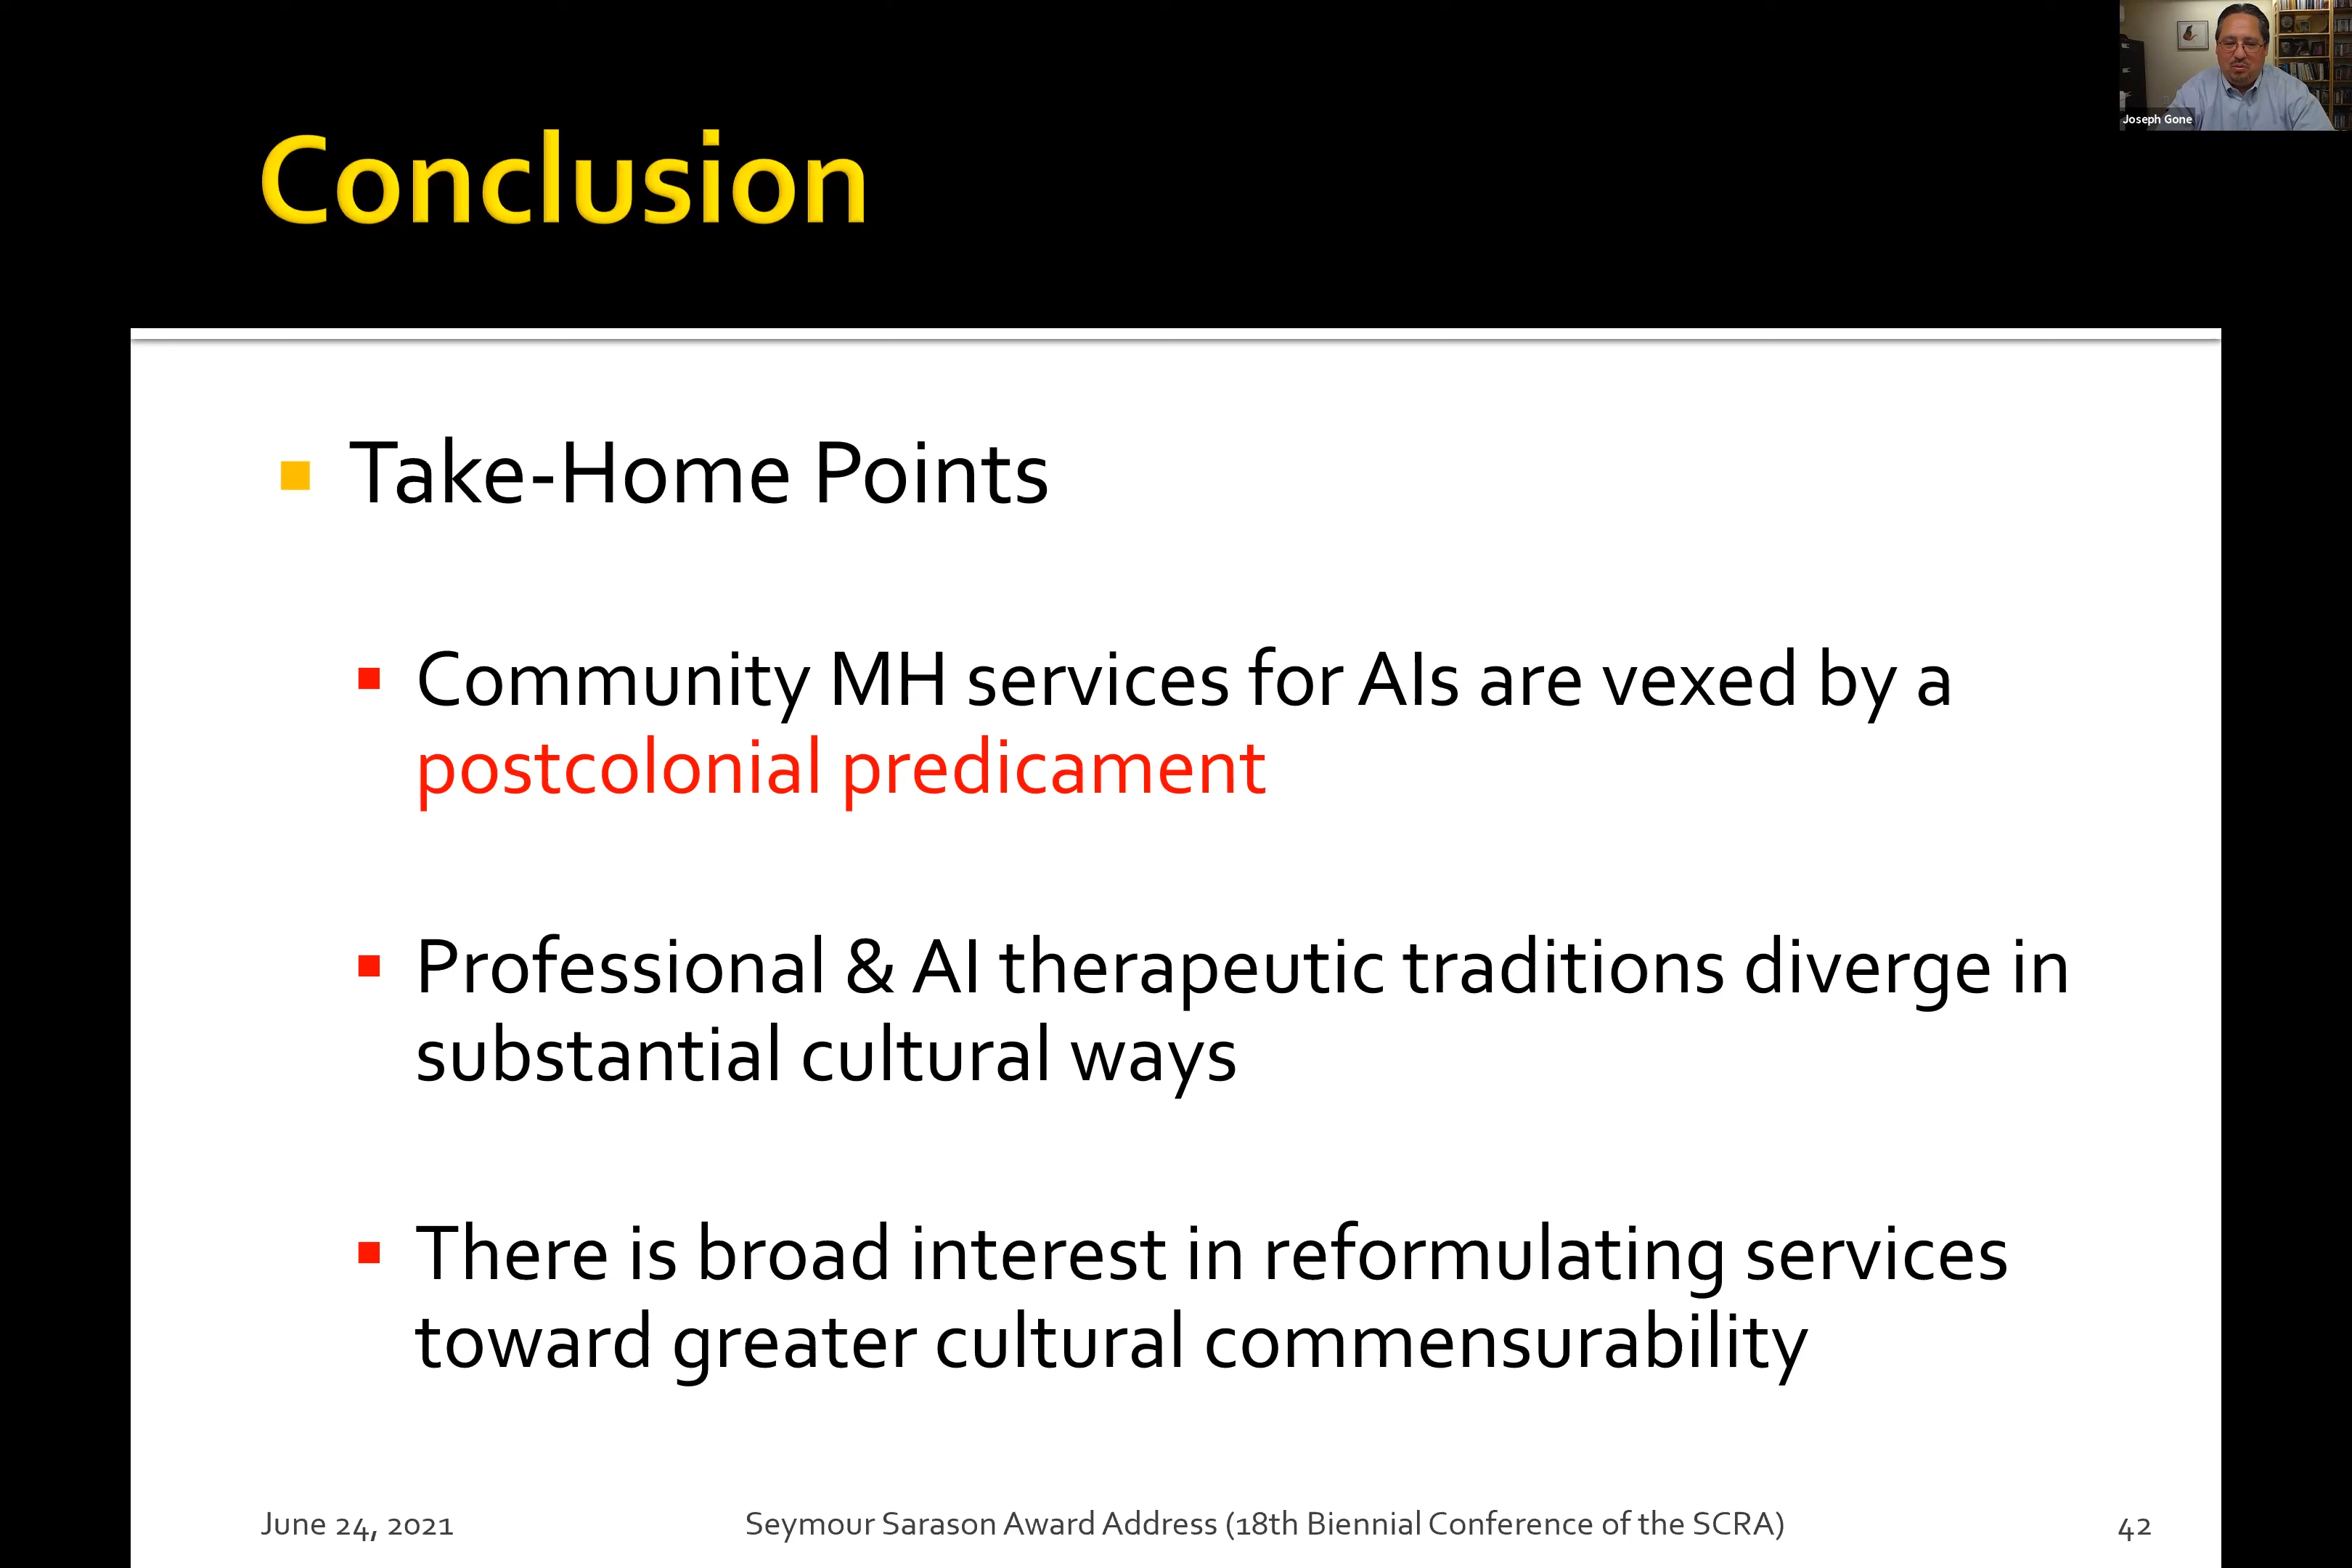 Joseph Gone
Conclusion
Take-Home Points
Community MH services for AIs are vexed by a
postcolonial predicament
Professional & AI therapeutic traditions diverge in
substantial cultural ways
There is broad interest in reformulating services
toward greater cultural commensurability
June 24, 2021
Seymour Sarason Award Address (18th Biennial Conference of the SCRA)
42